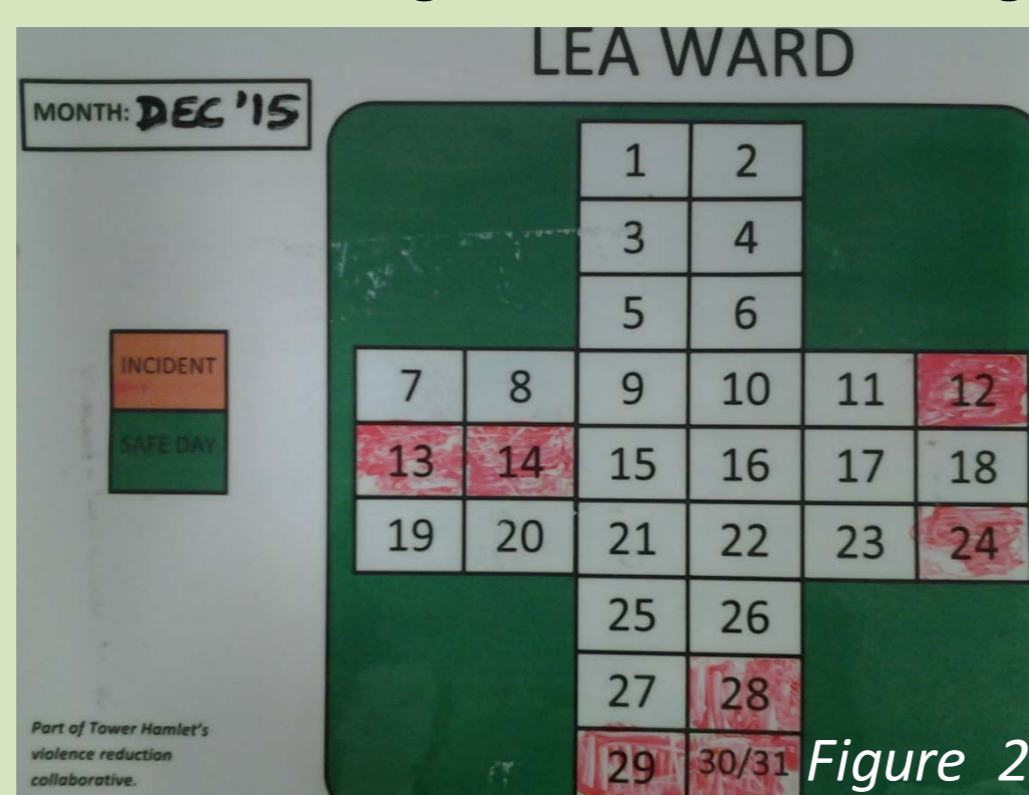 LEA WARD
MONTH: DEC '15
1 2
3 4
5 6
INCIDENT
SAFE DAY
7 8 9 10 11 12
13 14 15 16 17 18
19 20 21 22 23 24
25 26
27 28
29 30/31
Part of Tower Hamlet's
violence reduction
collaborative.
Figure 2